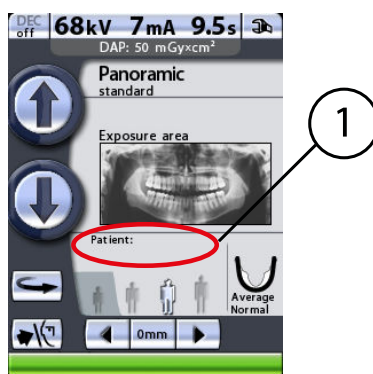 DEC off 68kV 7mA 9.5s
DAP: 50 mGy×cm²
Panoramic
standard
Exposure area
1
Patient:
Average
Normal
0mm